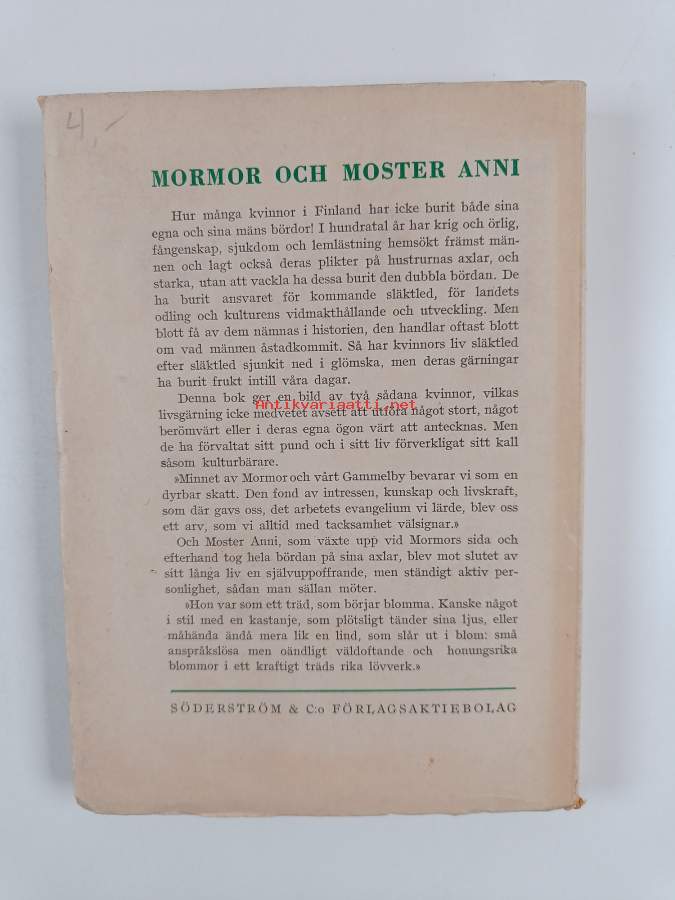 4,-
MORMOR OCH MOSTER ANNI
Hur många kvinnor i Finland har icke burit både sina
egna och sina mäns bördor! I hundratal år har krig och örlig,
fångenskap, sjukdom och lemlästning hemsökt främst män-
nen och lagt också deras plikter på hustrurnas axlar, och
starka, utan att vackla ha dessa burit den dubbla bördan. De
ha burit ansvaret för kommande släktled, för landets
odling och kulturens vidmakthållande och utveckling. Men
blott få av dem nämnas i historien, den handlar oftast blott
om vad männen åstadkommit. Så har kvinnors liv släktled
efter släktled sjunkit ned i glömska, men deras gärningar
ha burit frukt intill våra dagar.
Denna bok ger en bild av två sådana kvinnor, vilkas
Antikvariaatti.net
livsgärning icke medvetet avsett att utföra något stort, något
berömvärt eller i deras egna ögon värt att antecknas. Men
de ha förvaltat sitt pund och i sitt liv förverkligat sitt kall
såsom kulturbärare.
»Minnet av Mormor och vårt Gammelby bevarar vi som en
dyrbar skatt. Den fond av intressen, kunskap och livskraft,
som där gavs oss, det arbetets evangelium vi lärde, blev oss
ett arv, som vi alltid med tacksamhet välsignar.»
Och Moster Anni, som växte upp vid Mormors sida och
efterhand tog hela bördan på sina axlar, blev mot slutet av
sitt långa liv en självuppoffrande, men ständigt aktiv per-
sonlighet, sådan man sällan möter.
»Hon var som ett träd, som börjar blomma. Kanske något
i stil med en kastanje, som plötsligt tänder sina ljus, eller
måhända ändå mera lik en lind, som slår ut i blom: små
anspråkslösa men oändligt väldoftande och honungsrika
blommor i ett kraftigt träds rika lövverk.»
SÖDERSTRÖM & C:o FÖRLAGSAKTIEBOLAG